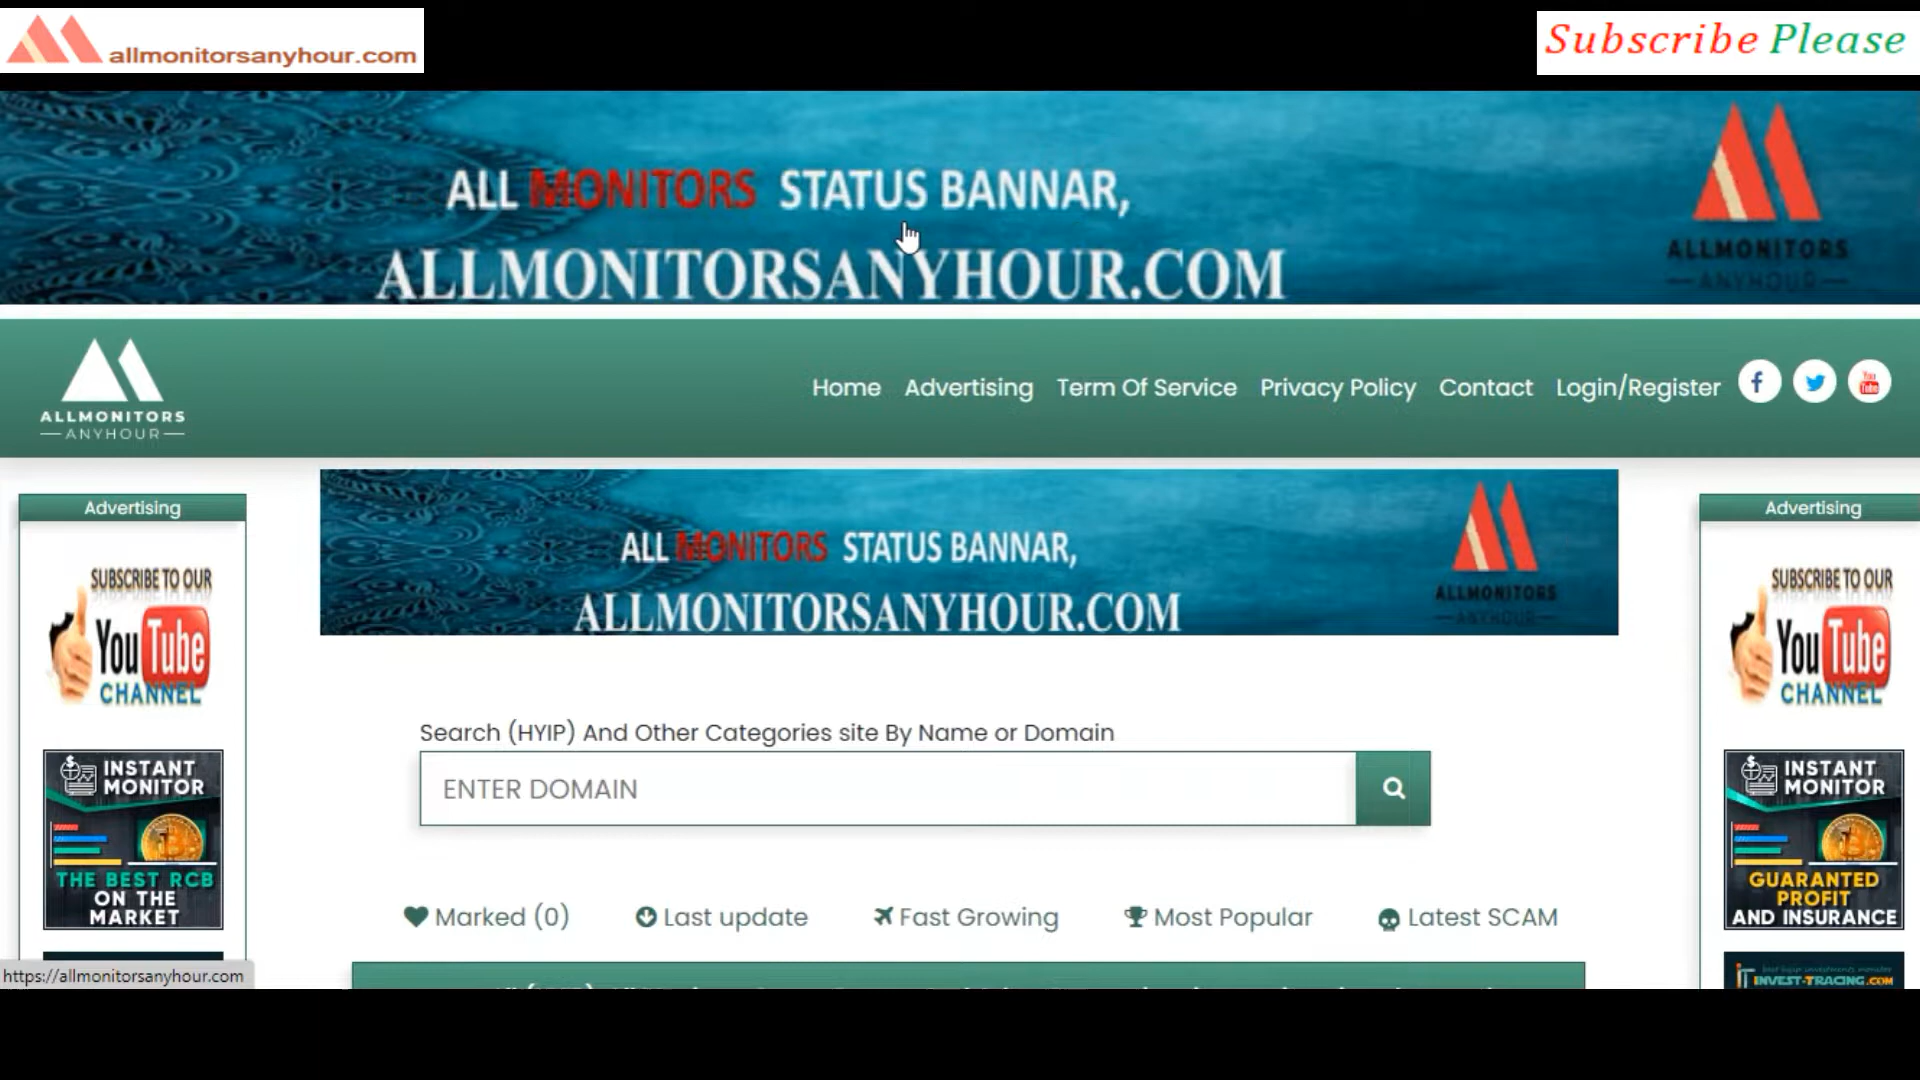 allmonitorsanyhour.com
Subscribe Please
ALL MONITORS STATUS BANNAR,
ALLMONITORSANYHOUR.COM
ALLMONITORS
ANYHOUR
ALLMONITORS
ANYHOUR
Home Advertising Term Of Service Privacy Policy Contact Login/Register
You
Tube
Advertising
SUBSCRIBE TO OUR
YouTube
CHANNEL
INSTANT
MONITOR
THE BEST RCB
ON THE
MARKET
ALL MONITORS STATUS BANNAR,
ALLMONITORSANYHOUR.COM
ALLMONITORS
ANYHOUR
Search (HYIP) And Other Categories site By Name or Domain
ENTER DOMAIN
Marked (0) Last update Fast Growing Most Popular Latest SCAM
Advertising
SUBSCRIBE TO OUR
YouTube
CHANNEL
INSTANT
MONITOR
GUARANTED
PROFIT
AND INSURANCE
INVEST-TRACING.COM
https://allmonitorsanyhour.com